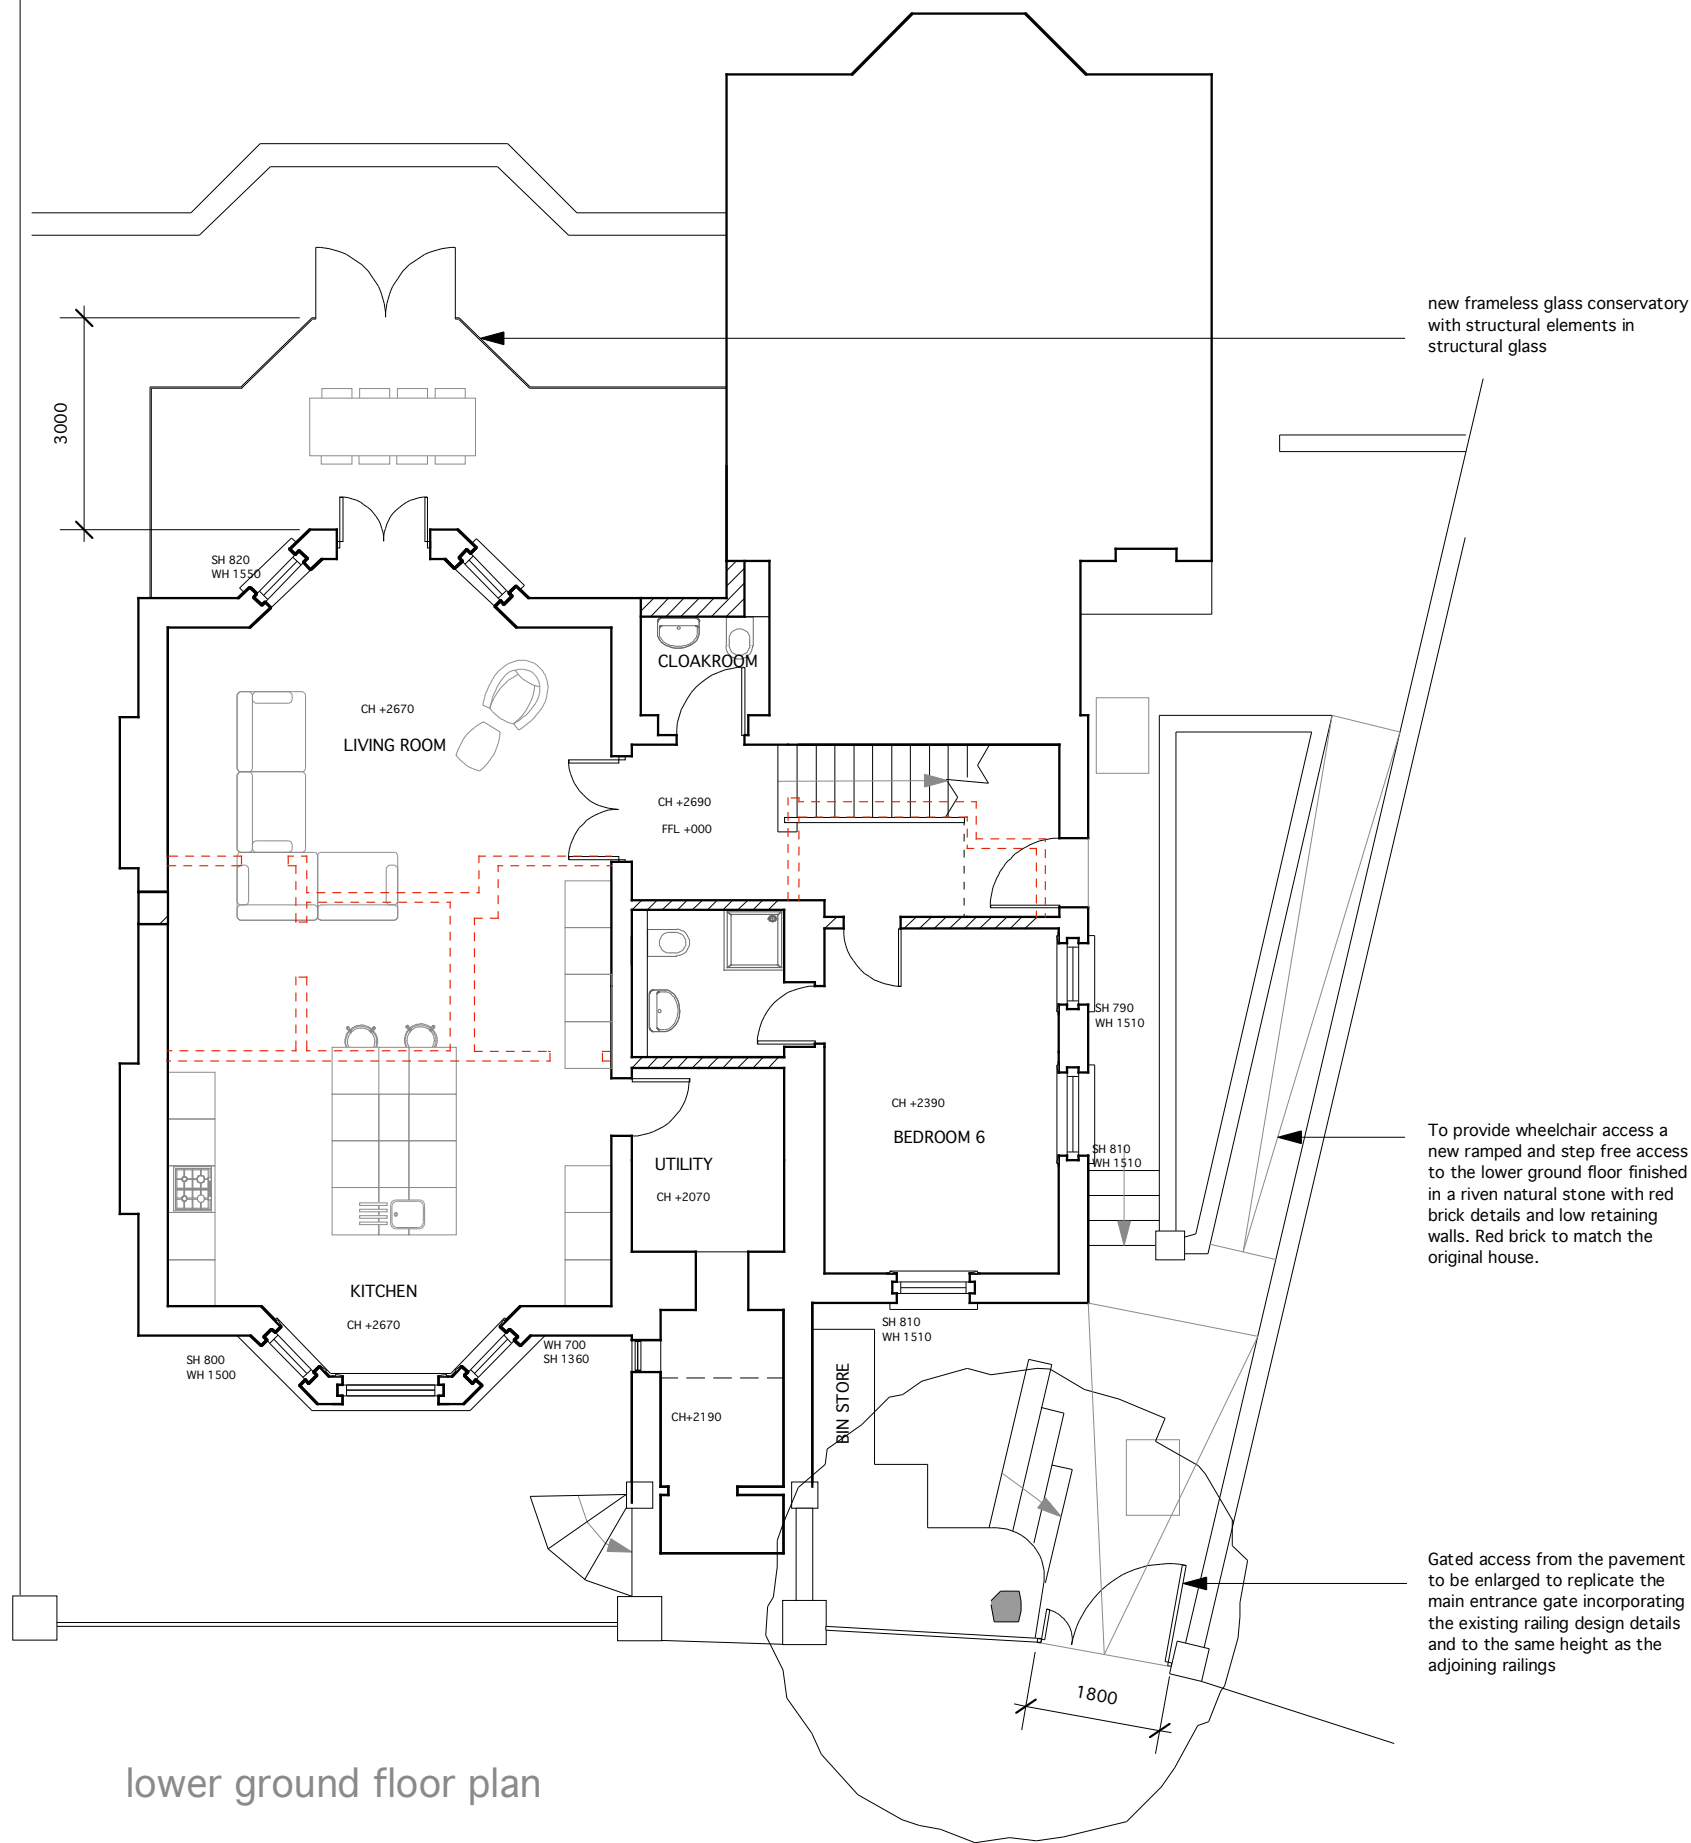 new frameless glass conservatory
with structural elements in
structural glass
3000
SH 820
WH 1550
CLOAKROOM
CH +2670
LIVING ROOM
CH +2690
FFL +000
SH 790
WH 1510
CH +2390
BEDROOM 6
SH 810
WH 1510
To provide wheelchair access a
new ramped and step free access
to the lower ground floor finished
in a riven natural stone with red
brick details and low retaining
walls. Red brick to match the
original house.
UTILITY
CH +2070
KITCHEN
CH +2670
SH 800
WH 1500
WH 700
SH 1360
SH 810
WH 1510
BIN STORE
CH+2190
Gated access from the pavement
to be enlarged to replicate the
main entrance gate incorporating
the existing railing design details
and to the same height as the
adjoining railings
1800
lower ground floor plan